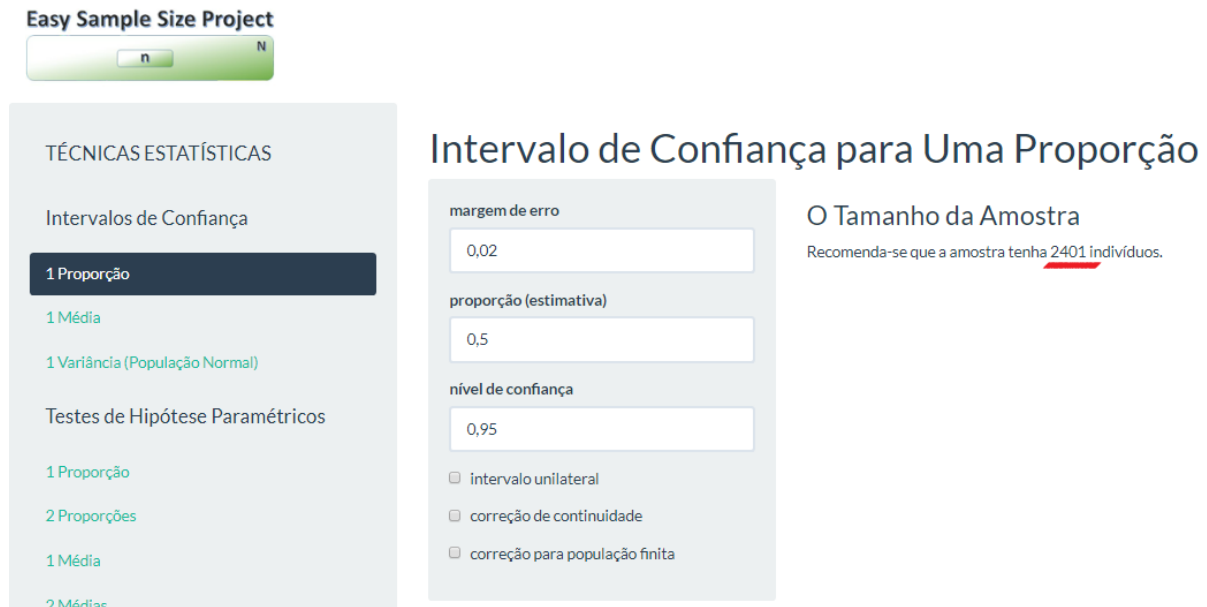 Easy Sample Size Project
n
N
TÉCNICAS ESTATÍSTICAS
Intervalos de Confiança
1 Proporção
1 Média
1 Variância (População Normal)
Testes de Hipótese Paramétricos
1 Proporção
2 Proporções
1 Média
2 Médias
Intervalo de Confiança para Uma Proporção
margem de erro
0,02
proporção (estimativa)
0,5
nível de confiança
0,95
intervalo unilateral
correção de continuidade
correção para população finita
O Tamanho da Amostra
Recomenda-se que a amostra tenha 2401 indivíduos.